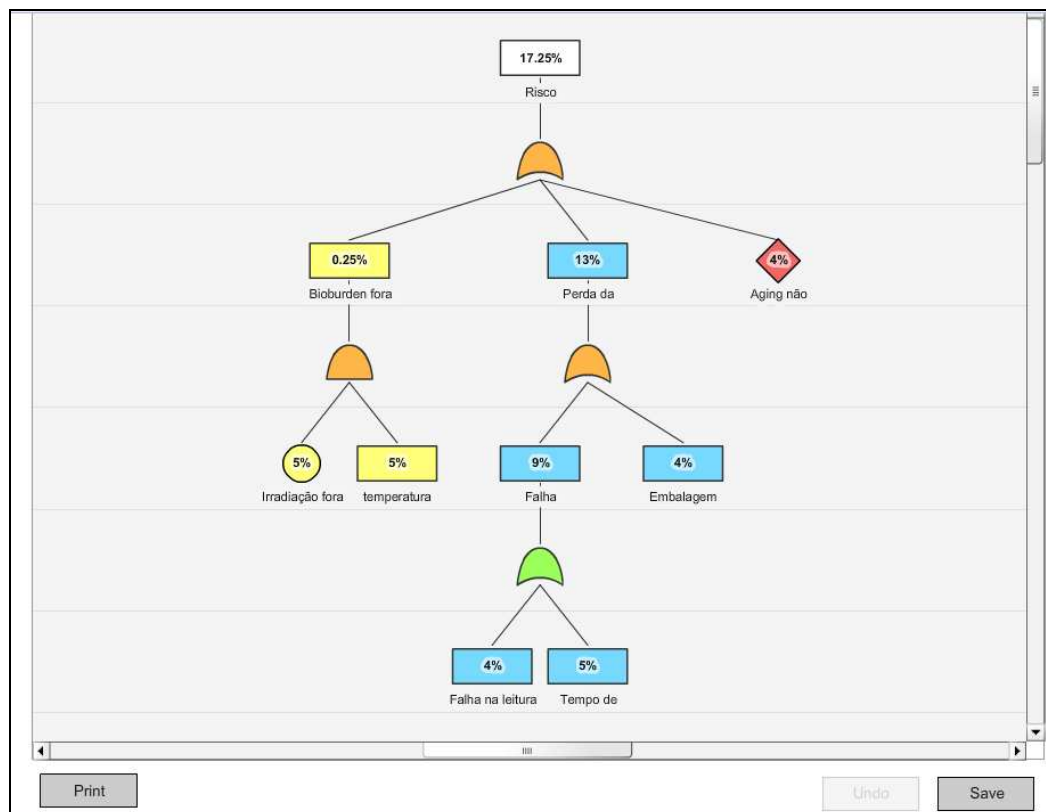 17.25%
Risco
0.25%
13%
4%
Bioburden fora
Perda da
Aging não
5%
5%
9%
4%
Irradiação fora
temperatura
Falha
Embalagem
4%
5%
Falha na leitura
Tempo de
Print
Undo
Save